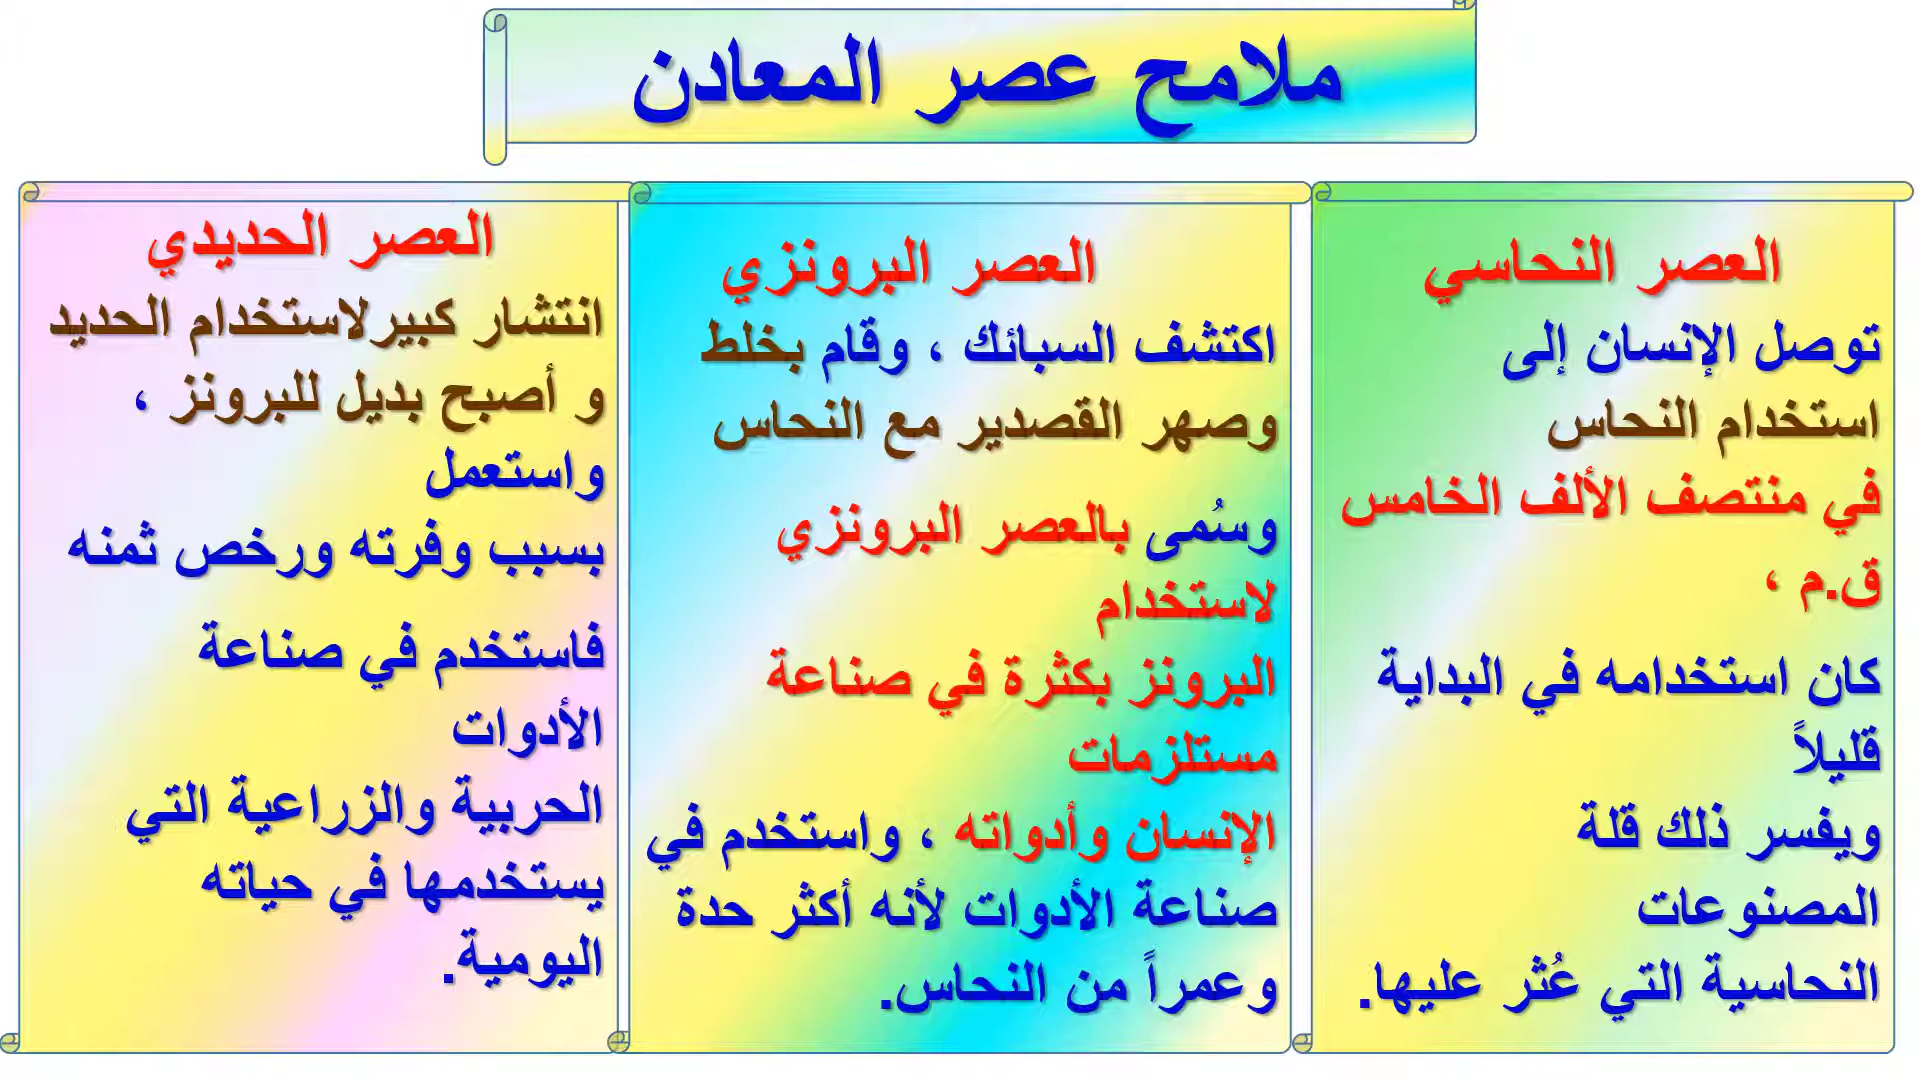 ملامح عصر المعادن
العصر النحاسي
توصل الإنسان إلى
استخدام النحاس
في منتصف الألف الخامس
ق.م ،
كان استخدامه في البداية
قليلاً
ويفسر ذلك قلة
المصنوعات
النحاسية التي عُثر عليها.
العصر البرونزي
اكتشف السبائك ، وقام بخلط
وصهر القصدير مع النحاس
وسُمى بالعصر البرونزي
لاستخدام
البرونز بكثرة في صناعة
مستلزمات
الإنسان وأدواته ، واستخدم في
صناعة الأدوات لأنه أكثر حدة
وعمراً من النحاس.
العصر الحديدي
انتشار كبيرلاستخدام الحديد
و أصبح بديل للبرونز ،
واستعمل
بسبب وفرته ورخص ثمنه
فاستخدم في صناعة
الأدوات
الحربية والزراعية التي
يستخدمها في حياته
اليومية.